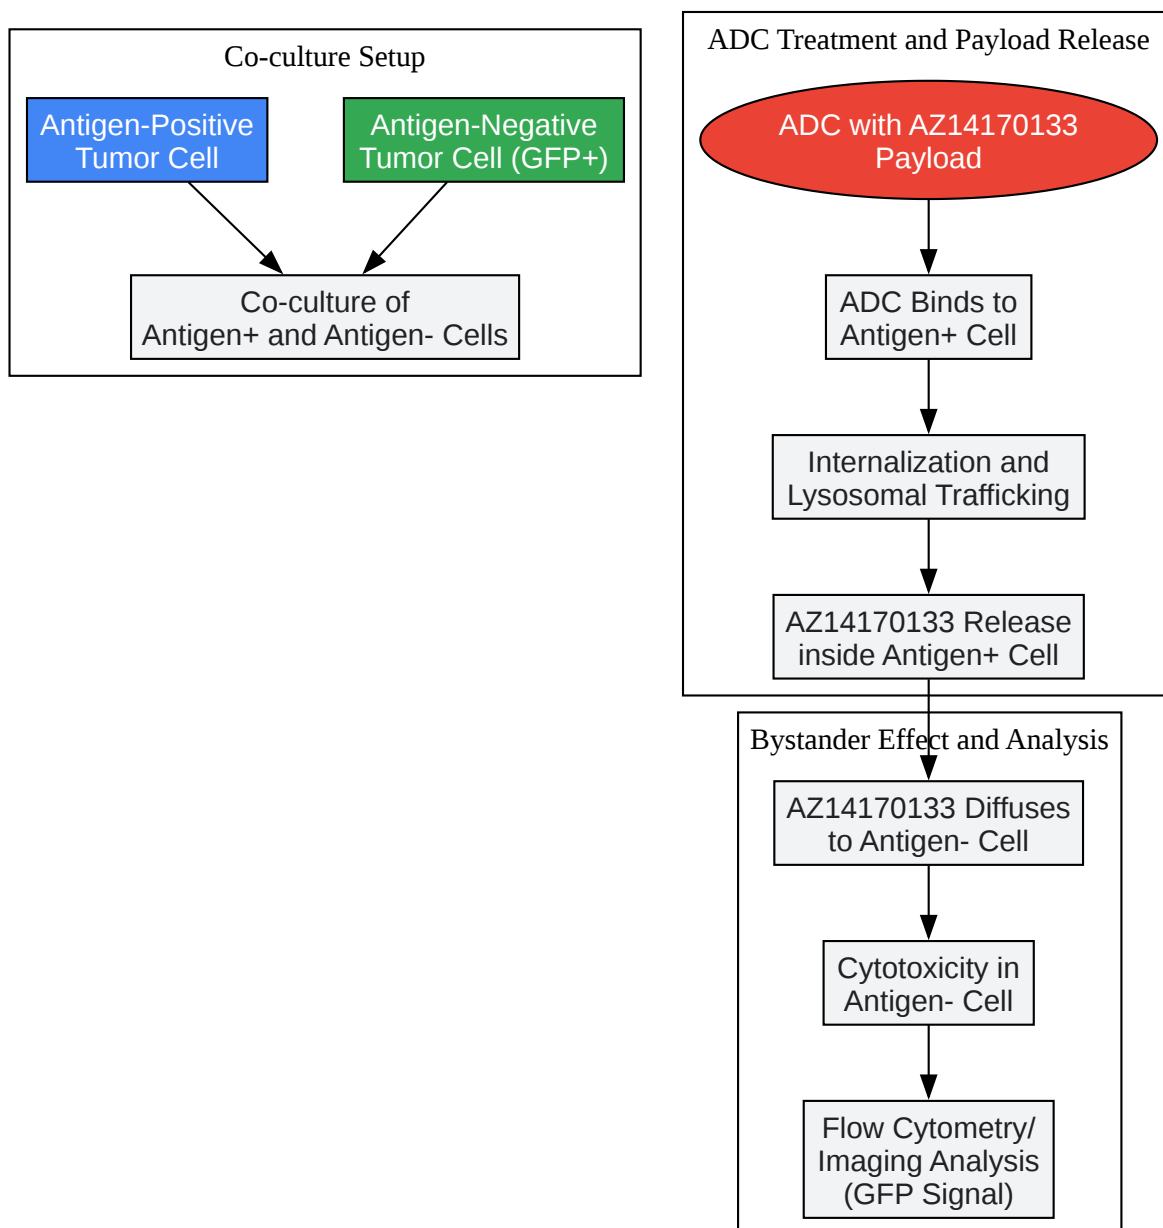 Co-culture Setup
Antigen-Positive
Tumor Cell
Antigen-Negative
Tumor Cell (GFP+)
Co-culture of
Antigen+ and Antigen- Cells
ADC Treatment and Payload Release
ADC with AZ14170133
Payload
ADC Binds to
Antigen+ Cell
Internalization and
Lysosomal Trafficking
AZ14170133 Release
inside Antigen+ Cell
Bystander Effect and Analysis
AZ14170133 Diffuses
to Antigen- Cell
Cytotoxicity in
Antigen- Cell
Flow Cytometry/
Imaging Analysis
(GFP Signal)